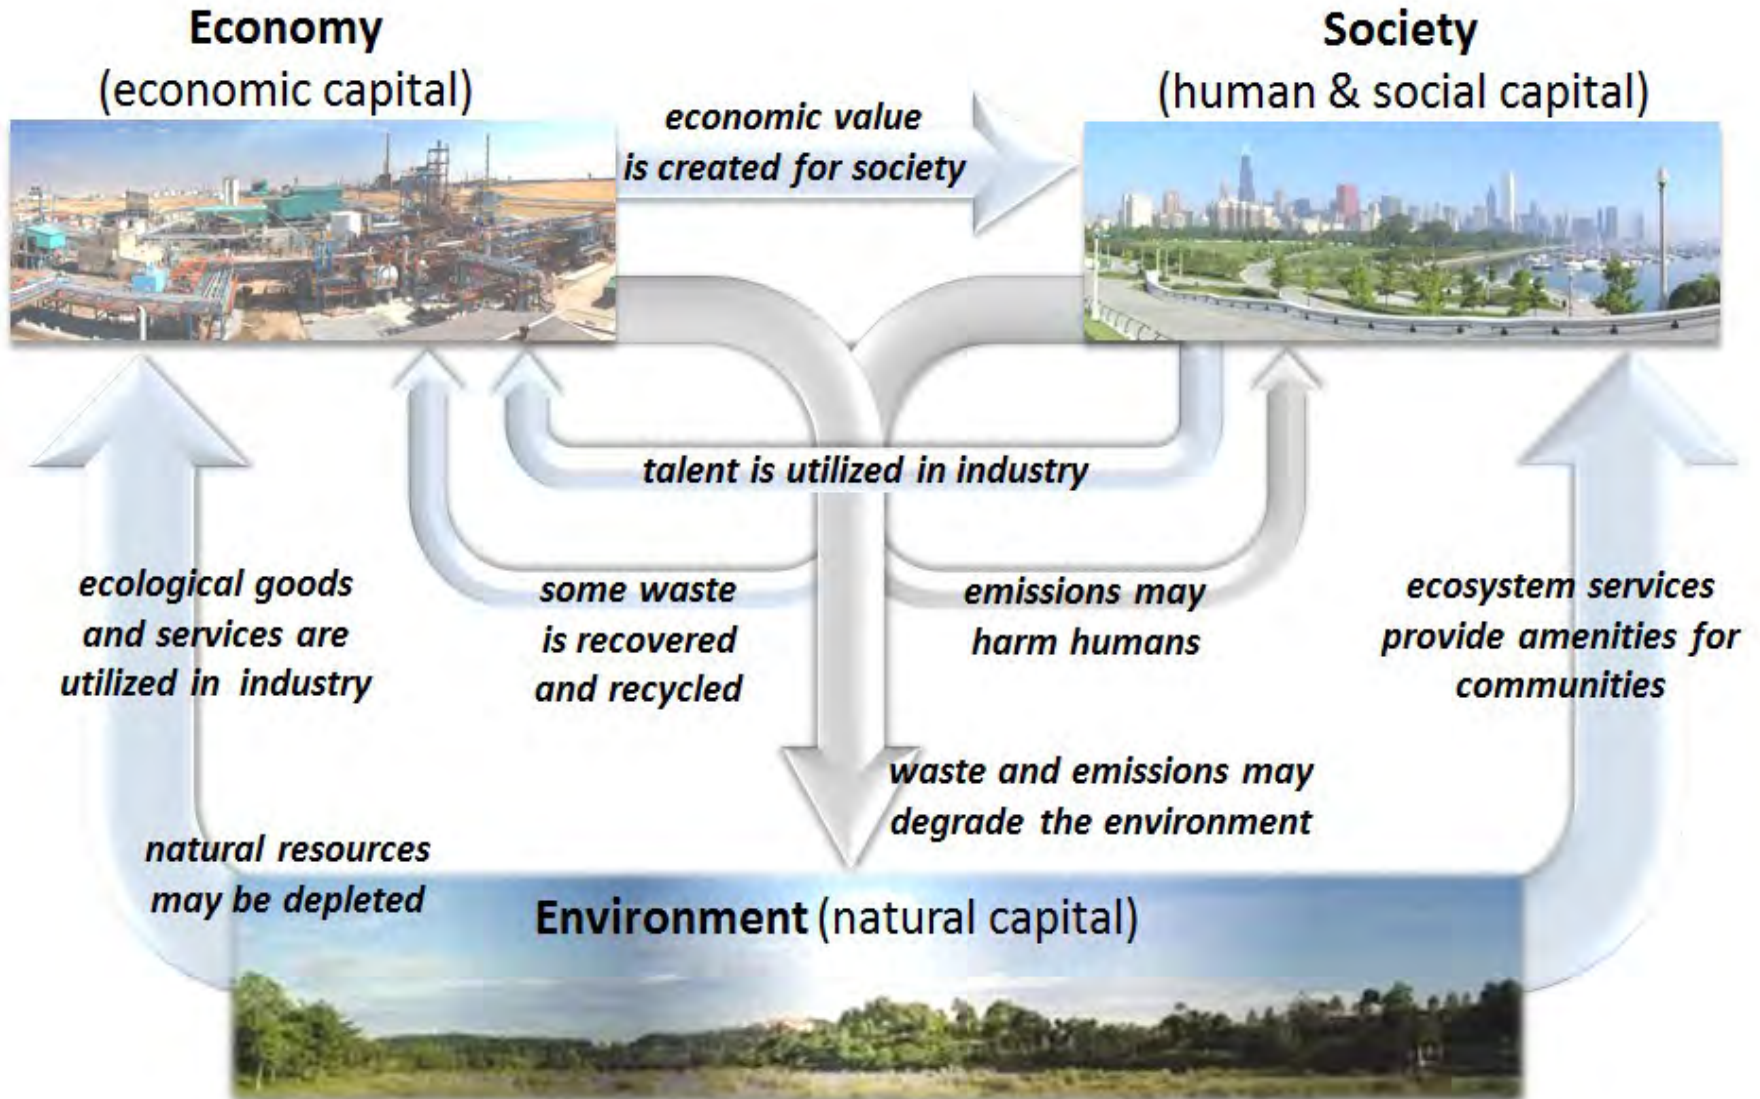 Economy
(economic capital)
Society
(human & social capital)
economic value
is created for society
talent is utilized in industry
ecological goods
and services are
utilized in industry
some waste
is recovered
and recycled
emissions may
harm humans
ecosystem services
provide amenities for
communities
waste and emissions may
degrade the environment
natural resources
may be depleted
Environment (natural capital)